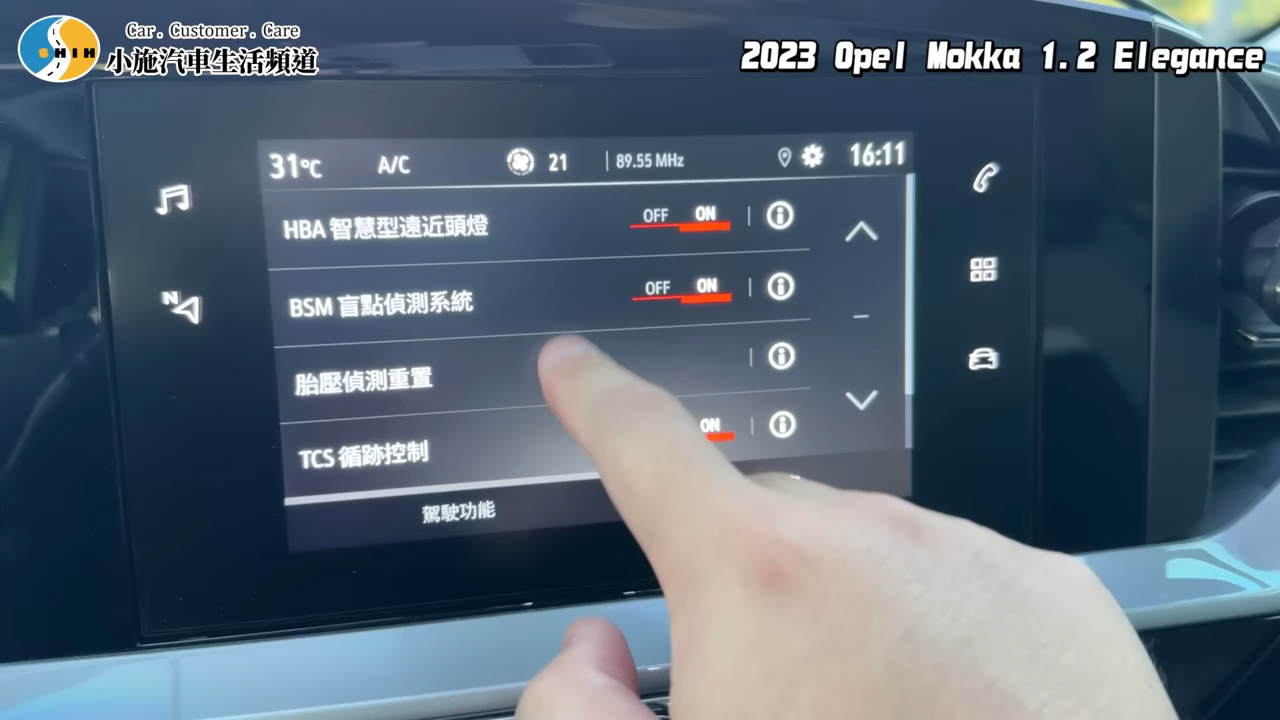 Car. Customer. Care
SHIH
小施汽車生活頻道
2023 Opel Mokka 1.2 Elegance
31°C A/C 21 89.55 MHz 16:11
N
HBA 智慧型遠近頭燈 OFF ON
BSM 盲點偵測系統 OFF ON
胎壓偵測重置
TCS 循跡控制 ON
駕駛功能